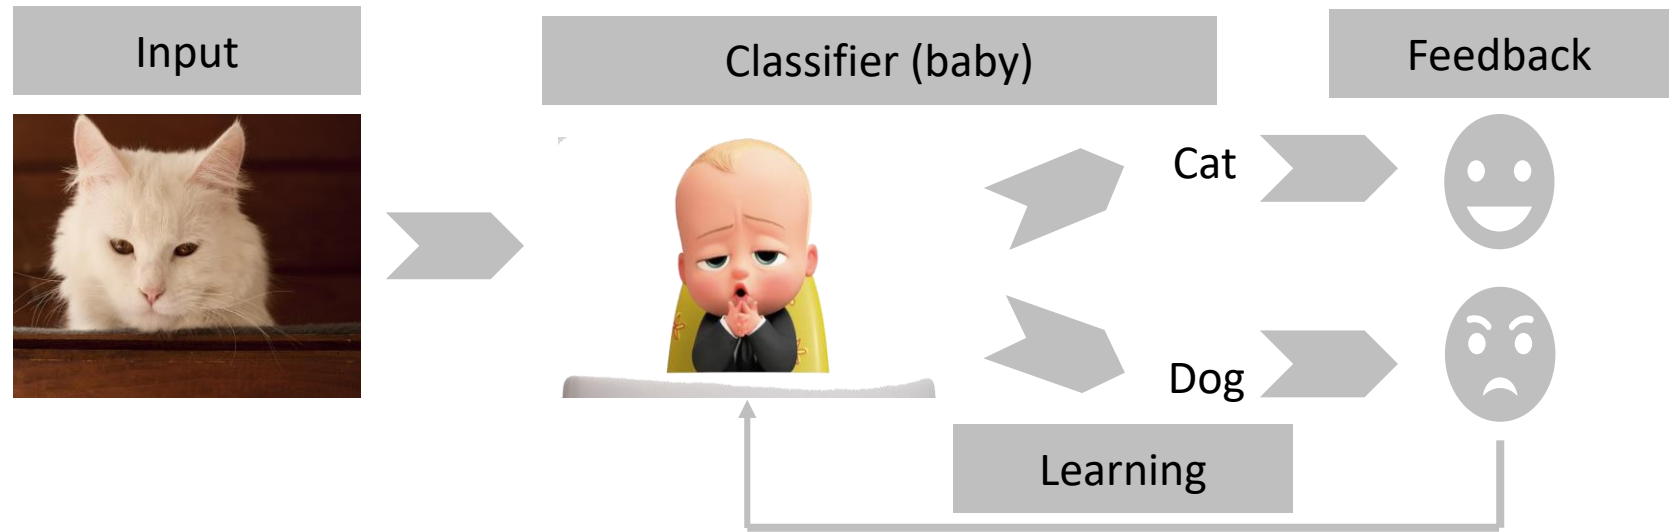 Input
Classifier (baby)
Feedback
Cat
Dog
Learning